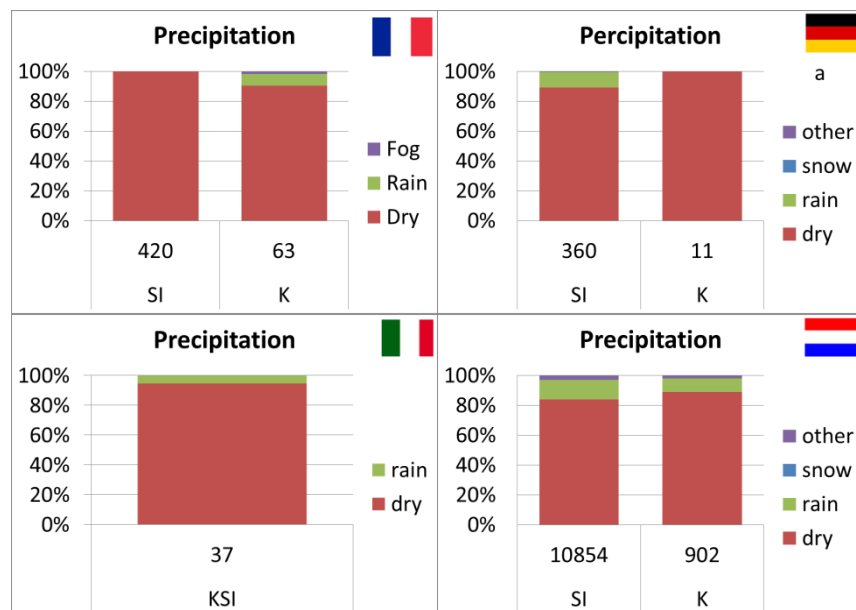 Precipitation
100%
80%
60%
40%
20%
0%
420 63
SI K
Fog
Rain
Dry
Percipitation
a
100%
80%
60%
40%
20%
0%
360 11
SI K
other
snow
rain
dry
Precipitation
100%
80%
60%
40%
20%
0%
37
KSI
rain
dry
Precipitation
100%
80%
60%
40%
20%
0%
10854 902
SI K
other
snow
rain
dry